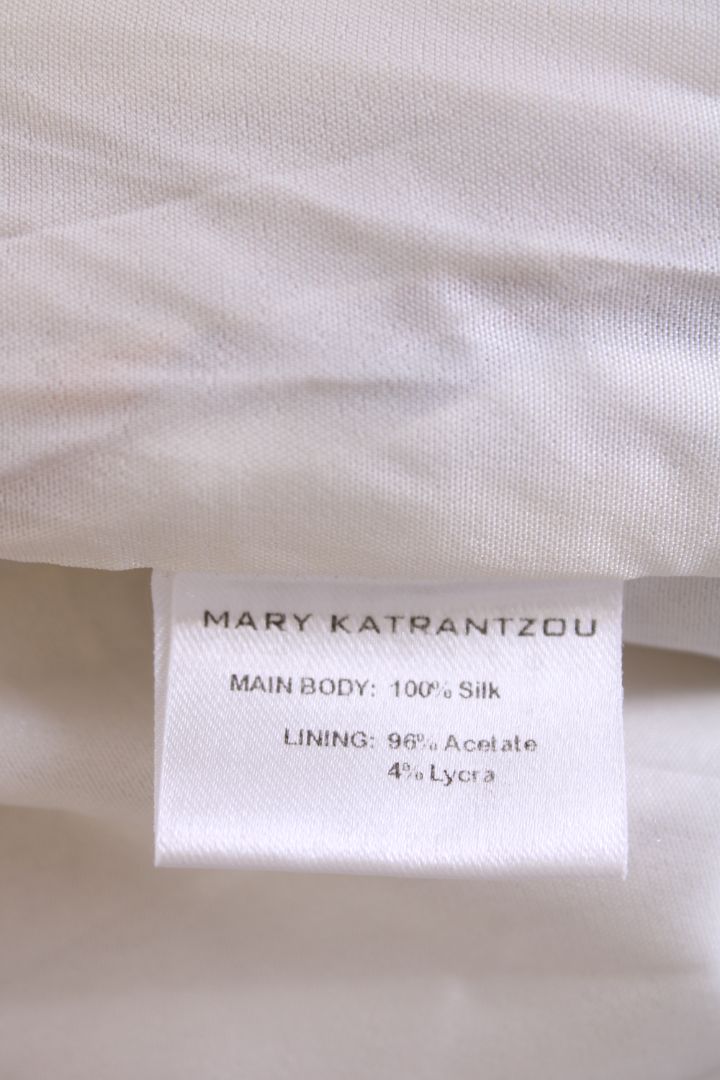 MARY KATRANTZOU
MAIN BODY: 100% Silk
LINING: 96% Acetate
4% Lycra